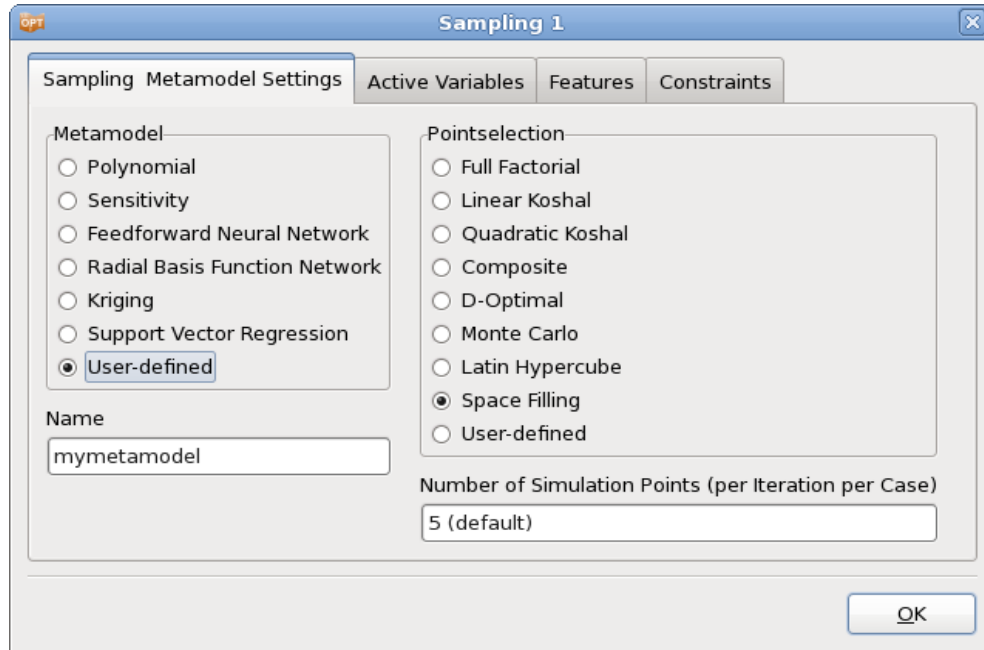 OPT
Sampling 1
Sampling Metamodel Settings
Active Variables
Features
Constraints
Metamodel
Polynomial
Sensitivity
Feedforward Neural Network
Radial Basis Function Network
Kriging
Support Vector Regression
User-defined
Name
mymetamodel
Pointselection
Full Factorial
Linear Koshal
Quadratic Koshal
Composite
D-Optimal
Monte Carlo
Latin Hypercube
Space Filling
User-defined
Number of Simulation Points (per Iteration per Case)
5 (default)
OK